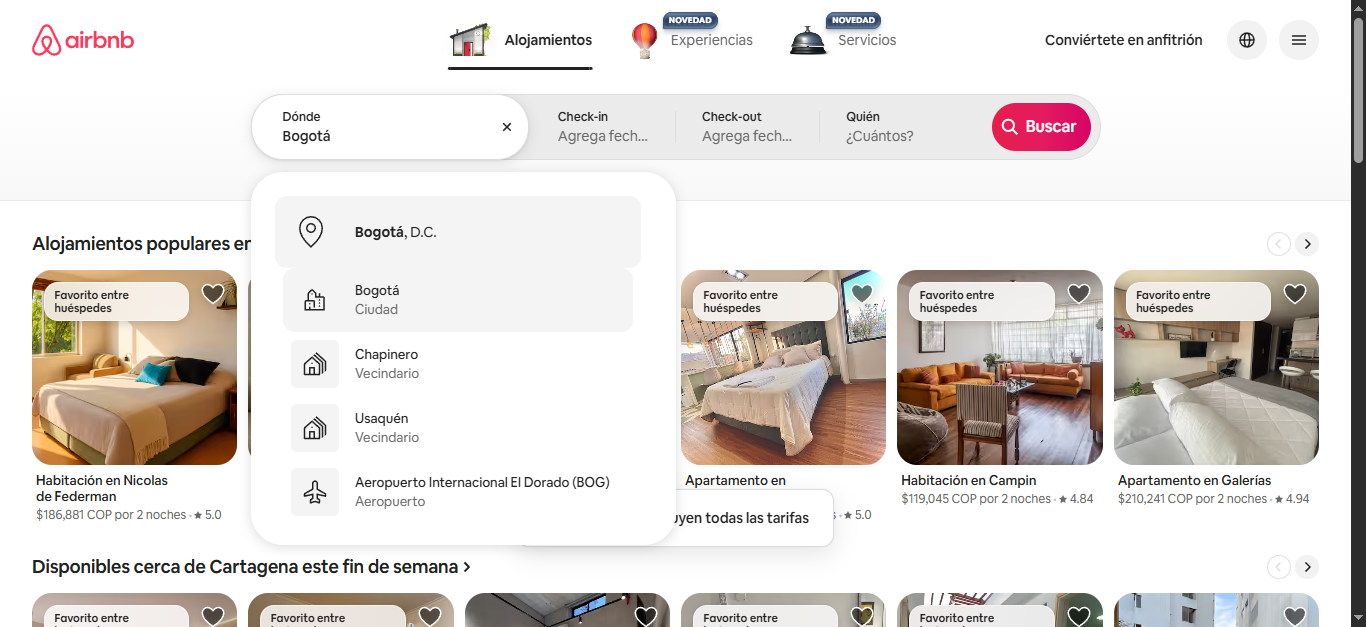 airbnb
Alojamientos
NOVEDAD
Experiencias
NOVEDAD
Servicios
Conviértete en anfitrión
Dónde
Bogotá
Check-in
Agrega fech...
Check-out
Agrega fech...
Quién
¿Cuántos?
Buscar
Bogotá, D.C.
Bogotá
Ciudad
Chapinero
Vecindario
Usaquén
Vecindario
Aeropuerto Internacional El Dorado (BOG)
Aeropuerto
Alojamientos populares en
Favorito entre
huéspedes
Favorito entre
huéspedes
Favorito entre
huéspedes
Favorito entre
huéspedes
Habitación en Nicolas
de Federman
$186,881 COP por 2 noches · ★ 5.0
Apartamento en
· ★ 5.0
Habitación en Campin
$119,045 COP por 2 noches · ★ 4.84
Apartamento en Galerías
$210,241 COP por 2 noches · ★ 4.94
uyen todas las tarifas
Disponibles cerca de Cartagena este fin de semana >
Favorito entre
Favorito entre
Favorito entre
Favorito entre